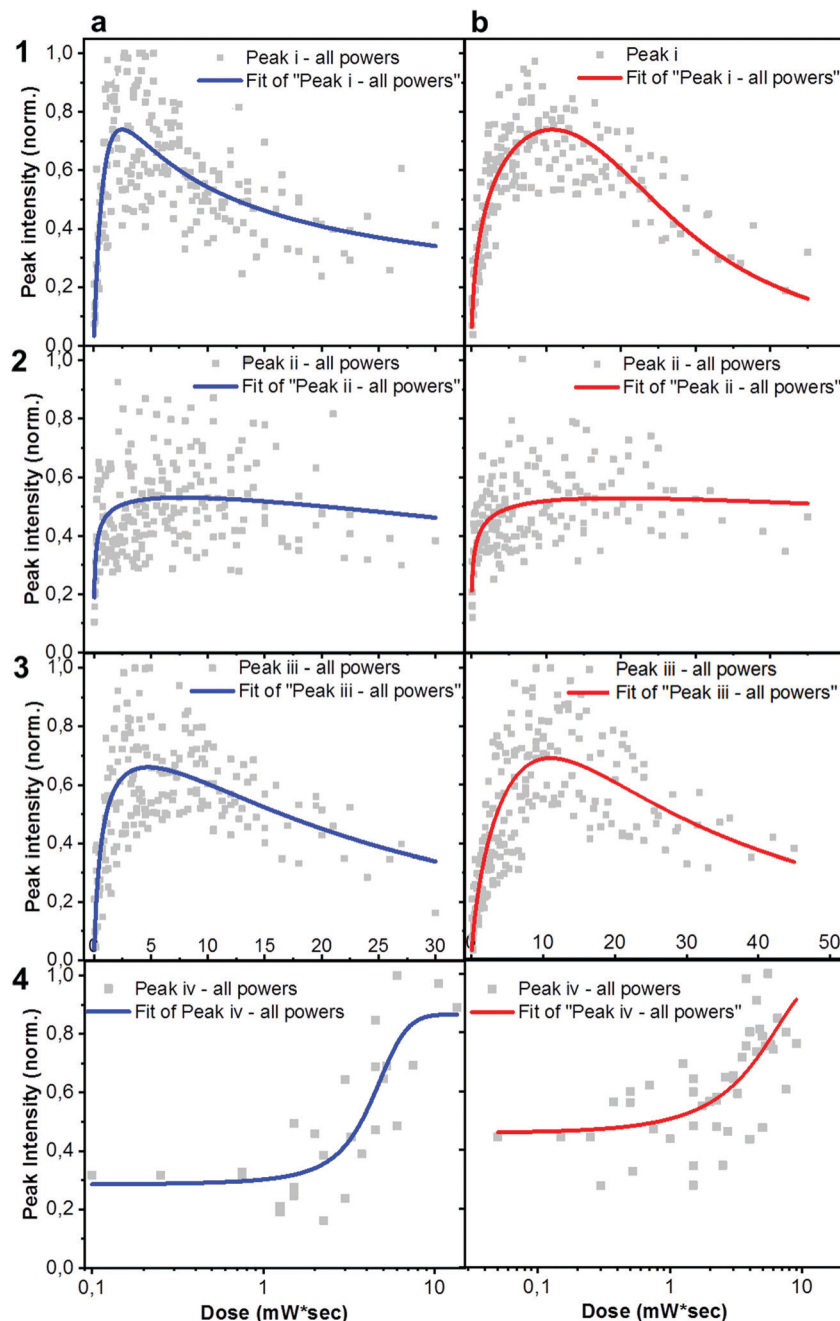 a
b
1
1,0
0,8
0,6
0,4
0,2
0,0
Peak intensity (norm.)
Peak i - all powers
Fit of "Peak i - all powers"
Peak i
Fit of "Peak i - all powers"
2
1,0
0,8
0,6
0,4
0,2
0,0
Peak intensity (norm.)
Peak ii - all powers
Fit of "Peak ii - all powers"
Peak ii - all powers
Fit of "Peak ii - all powers"
3
1,0
0,8
0,6
0,4
0,2
0,0
Peak intensity (norm.)
Peak iii - all powers
Fit of "Peak iii - all powers"
Peak iii - all powers
Fit of "Peak iii - all powers"
0 5 10 15 20 25 30
0 10 20 30 40 50
4
1,0
0,8
0,6
0,4
0,2
0,0
Peak Intensity (norm.)
Peak iv - all powers
Fit of Peak iv - all powers
Peak iv - all powers
Fit of "Peak iv - all powers"
0,1 1 10
0,1 1 10
Dose (mW*sec)
Dose (mW*sec)